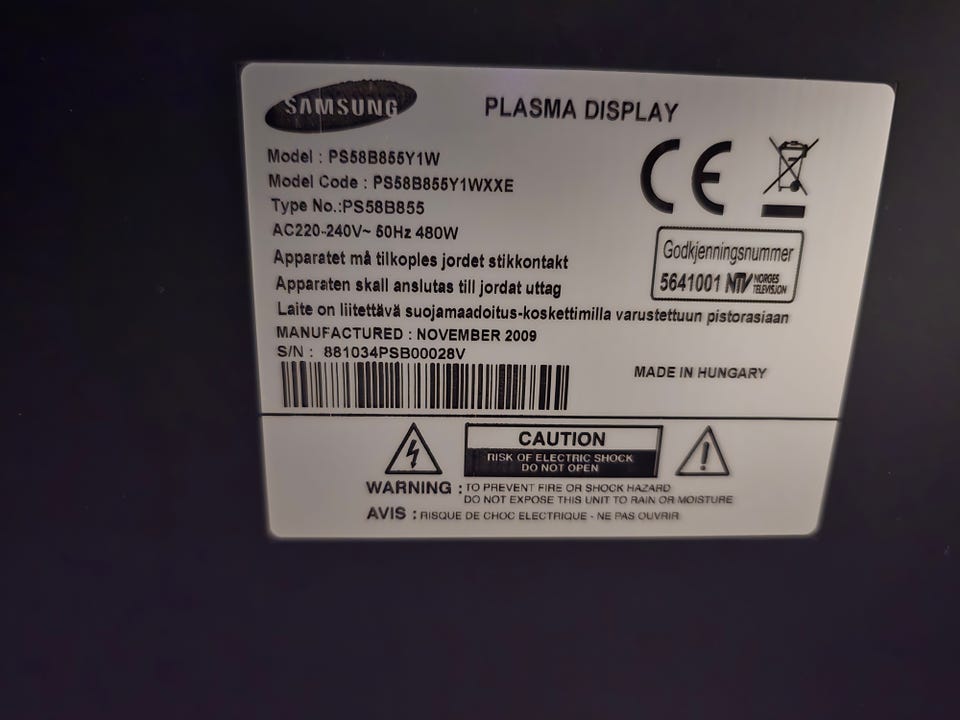 SAMSUNG
PLASMA DISPLAY
Model : PS58B855Y1W
Model Code : PS58B855Y1WXXE
Type No.:PS58B855
AC220-240V~ 50Hz 480W
Apparatet må tilkoples jordet stikkontakt
Apparaten skall anslutas till jordat uttag
Laite on liitettävä suojamaadoitus-koskettimilla varustettuun pistorasiaan
MANUFACTURED : NOVEMBER 2009
S/N : 881034PSB00028V
CE
Godkjenningsnummer
5641001 NTV NORGES
TELEVISJON
MADE IN HUNGARY
CAUTION
RISK OF ELECTRIC SHOCK
DO NOT OPEN
WARNING : TO PREVENT FIRE OR SHOCK HAZARD
DO NOT EXPOSE THIS UNIT TO RAIN OR MOISTURE
AVIS : RISQUE DE CHOC ELECTRIQUE - NE PAS OUVRIR